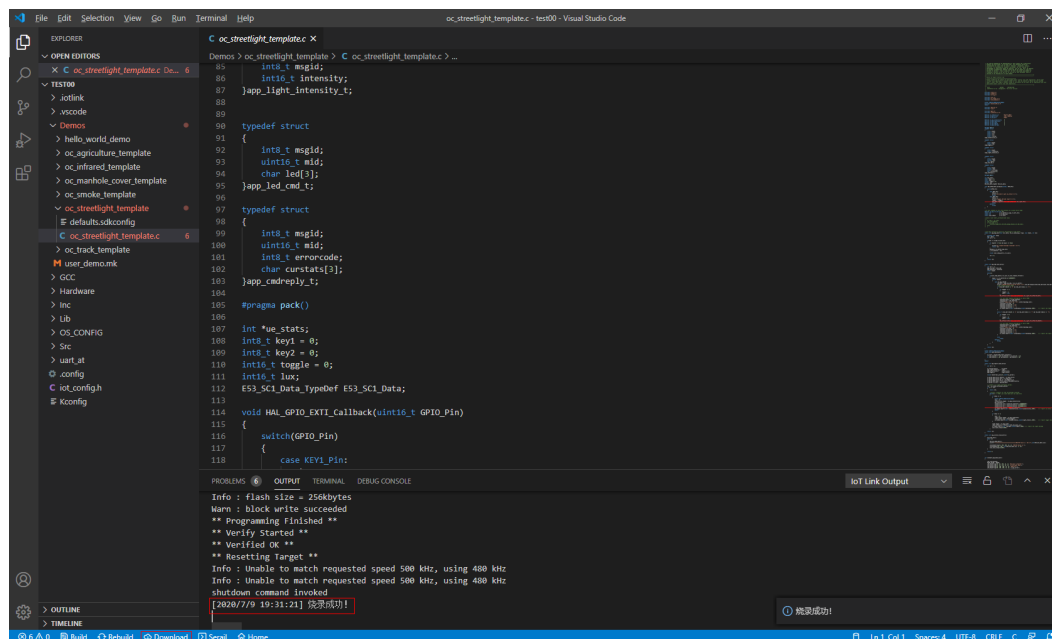 File Edit Selection View Go Run Terminal Help
oc_streetlight_template.c - test00 - Visual Studio Code
EXPLORER
OPEN EDITORS
C oc_streetlight_template.c De... 6
TEST00
.iotlink
.vscode
Demos
hello_world_demo
oc_agriculture_template
oc_infrared_template
oc_manhole_cover_template
oc_smoke_template
oc_streetlight_template
defaults.sdkconfig
C oc_streetlight_template.c 6
oc_track_template
M user_demo.mk
GCC
Hardware
Inc
Lib
OS_CONFIG
Src
uart_at
.config
C iot_config.h
Kconfig
OUTLINE
TIMELINE
C oc_streetlight_template.c
Demos > oc_streetlight_template > C oc_streetlight_template.c > ...
85 int8_t msgid;
86 int16_t intensity;
87 }app_light_intensity_t;
88
89
90 typedef struct
91 {
92 int8_t msgid;
93 uint16_t mid;
94 char led[3];
95 }app_led_cmd_t;
96
97 typedef struct
98 {
99 int8_t msgid;
100 uint16_t mid;
101 int8_t errorcode;
102 char curstats[3];
103 }app_cmdreply_t;
104
105 #pragma pack()
106
107 int *ue_stats;
108 int8_t key1 = 0;
109 int8_t key2 = 0;
110 int16_t toggle = 0;
111 int16_t lux;
112 E53_SC1_Data_TypeDef E53_SC1_Data;
113
114 void HAL_GPIO_EXTI_Callback(uint16_t GPIO_Pin)
115 {
116 switch(GPIO_Pin)
117 {
118 case KEY1_Pin:
PROBLEMS 6 OUTPUT TERMINAL DEBUG CONSOLE
IoT Link Output
Info : flash size = 256kbytes
Warn : block write succeeded
** Programming Finished **
** Verify Started **
** Verified OK **
** Resetting Target **
Info : Unable to match requested speed 500 kHz, using 480 kHz
Info : Unable to match requested speed 500 kHz, using 480 kHz
shutdown command invoked
[2020/7/9 19:31:21] 烧录成功!
烧录成功!
6 0 Build Rebuild Download Serail Home
Ln 1, Col 1 Spaces: 4 UTF-8 CRLF C